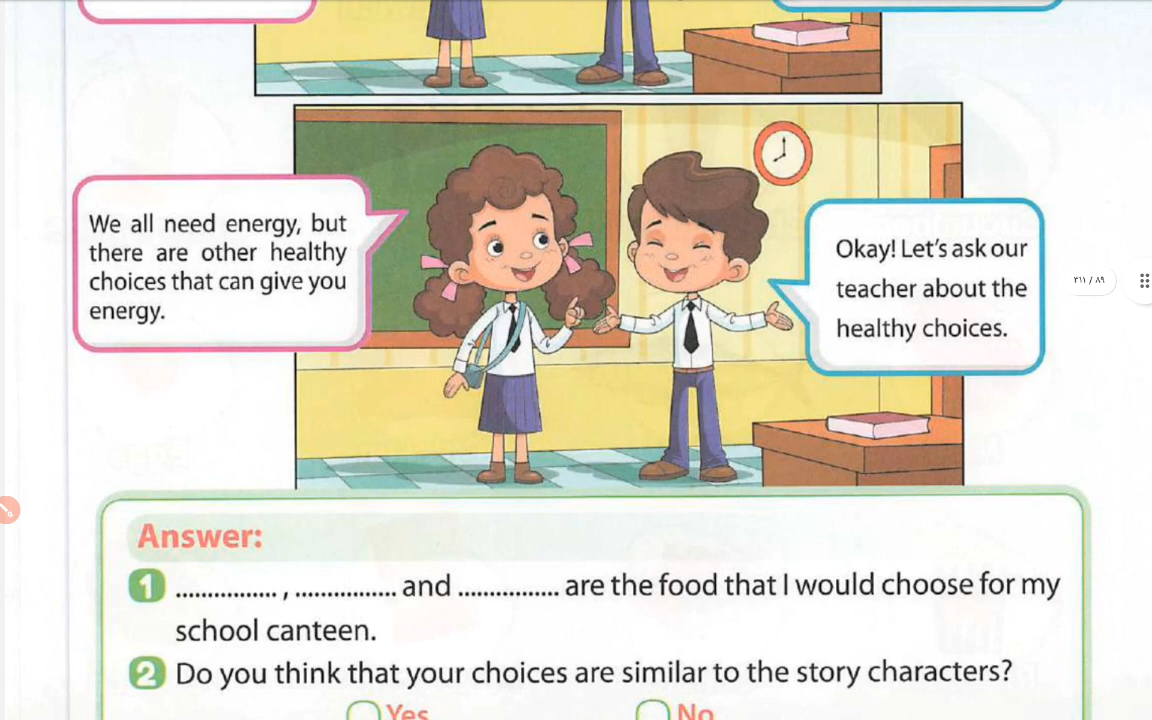 We all need energy, but
there are other healthy
choices that can give you
energy.
Okay! Let's ask our
teacher about the
healthy choices.
٢١١ / ٨٩
Answer:
1 ................ , ................ and ................ are the food that I would choose for my
school canteen.
2 Do you think that your choices are similar to the story characters?
Yes No